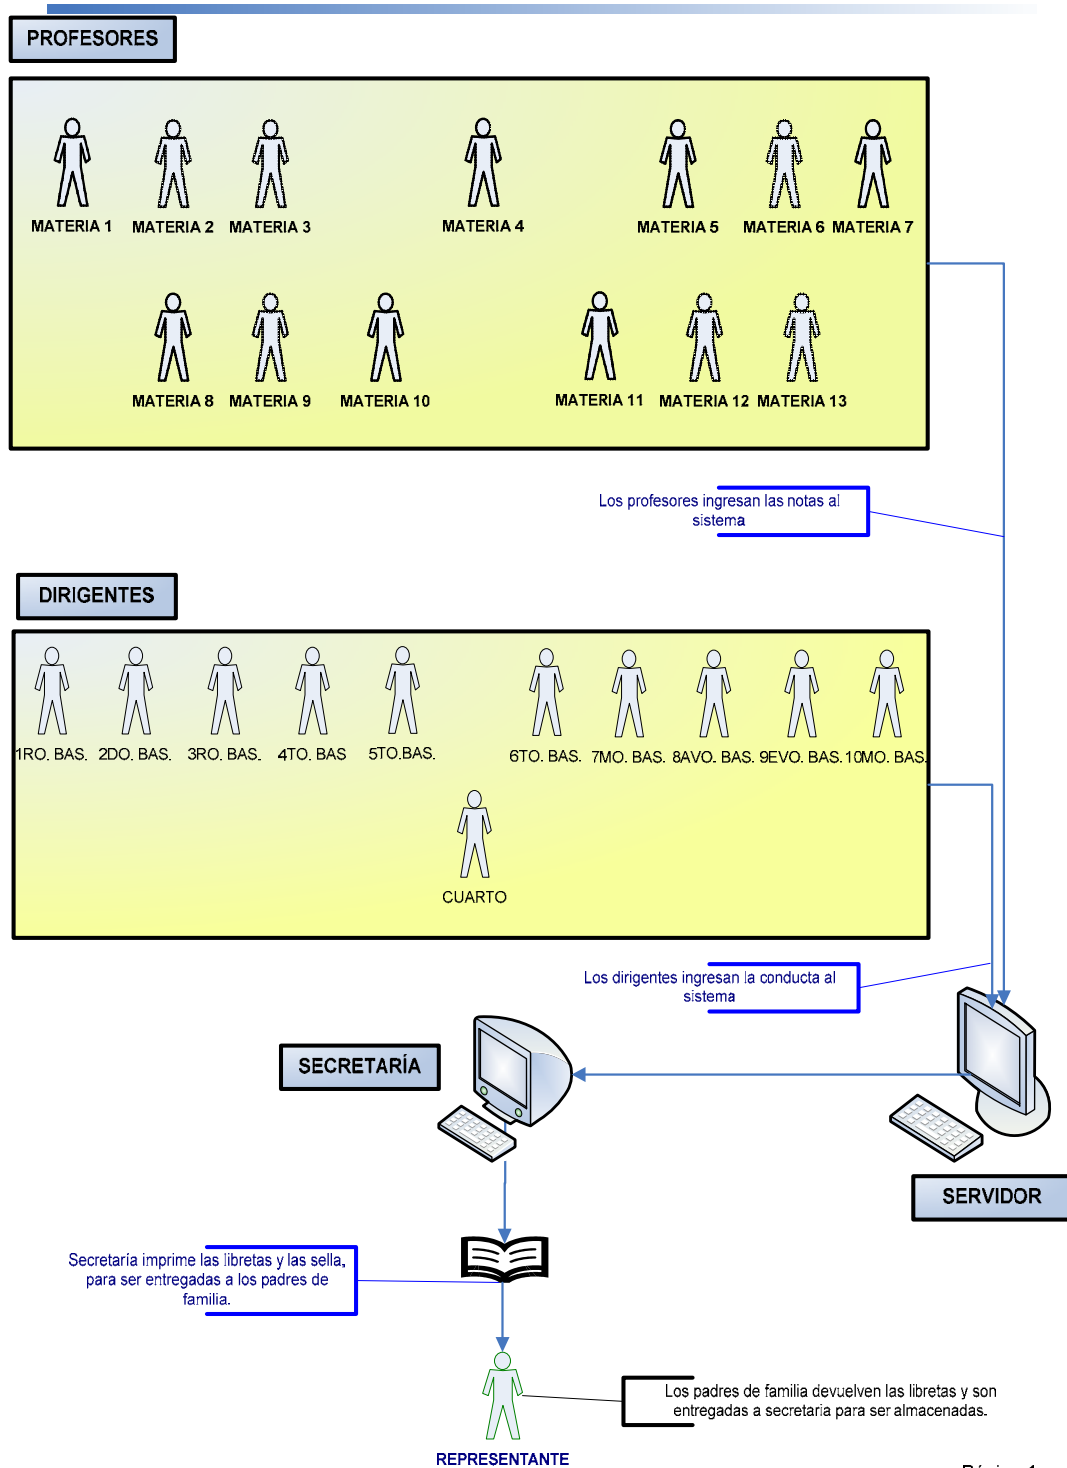 PROFESORES
MATERIA 1
MATERIA 2
MATERIA 3
MATERIA 4
MATERIA 5
MATERIA 6
MATERIA 7
MATERIA 8
MATERIA 9
MATERIA 10
MATERIA 11
MATERIA 12
MATERIA 13
Los profesores ingresan las notas al
sistema
DIRIGENTES
1RO. BAS.
2DO. BAS.
3RO. BAS.
4TO. BAS
5TO.BAS.
6TO. BAS.
7MO. BAS.
8AVO. BAS.
9EVO. BAS.
10MO. BAS.
CUARTO
Los dirigentes ingresan la conducta al
sistema
SECRETARÍA
SERVIDOR
Secretaría imprime las libretas y las sella,
para ser entregadas a los padres de
familia.
Los padres de familia devuelven las libretas y son
entregadas a secretaria para ser almacenadas.
REPRESENTANTE
Página 1